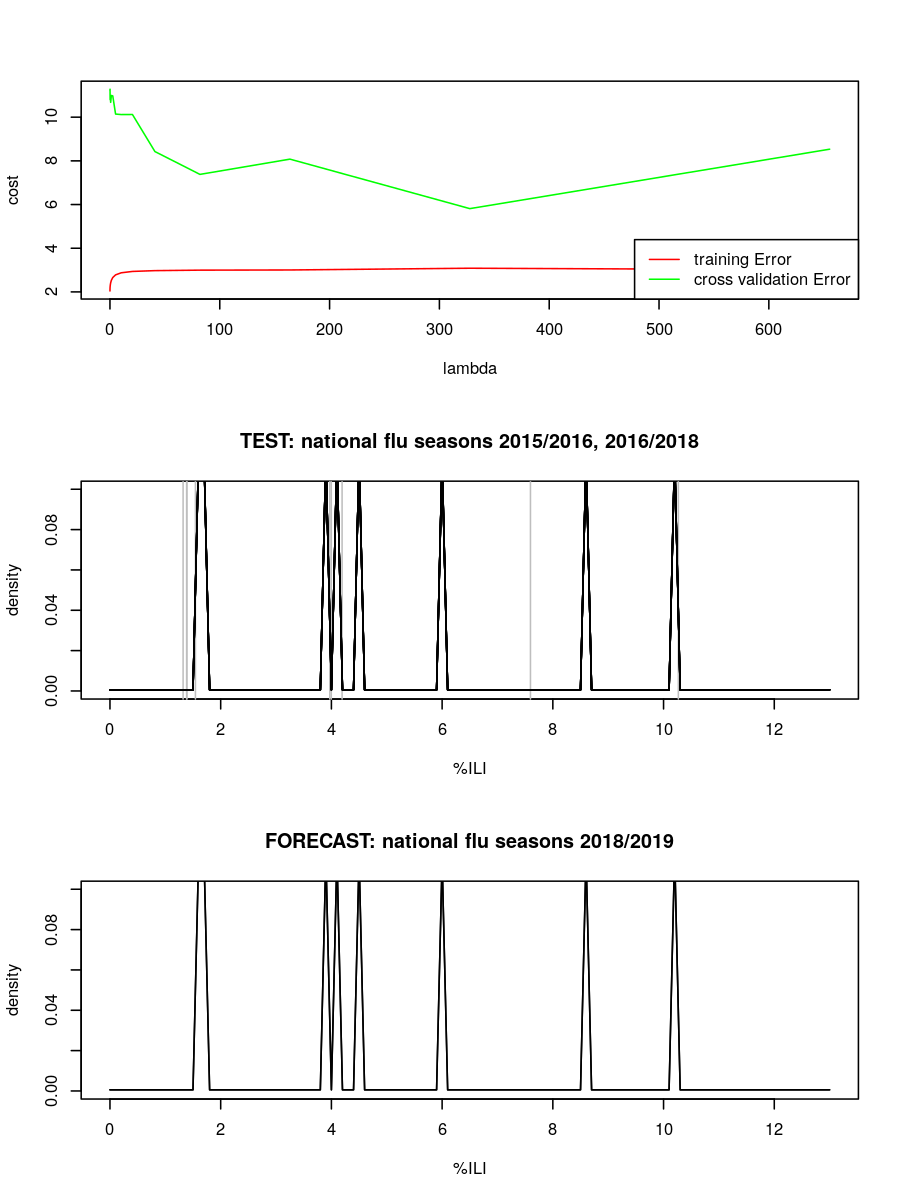 10
8
6
4
2
cost
training Error
cross validation Error
0 100 200 300 400 500 600
lambda
TEST: national flu seasons 2015/2016, 2016/2018
0.08
0.04
0.00
density
0 2 4 6 8 10 12
%ILI
FORECAST: national flu seasons 2018/2019
0.08
0.04
0.00
density
0 2 4 6 8 10 12
%ILI